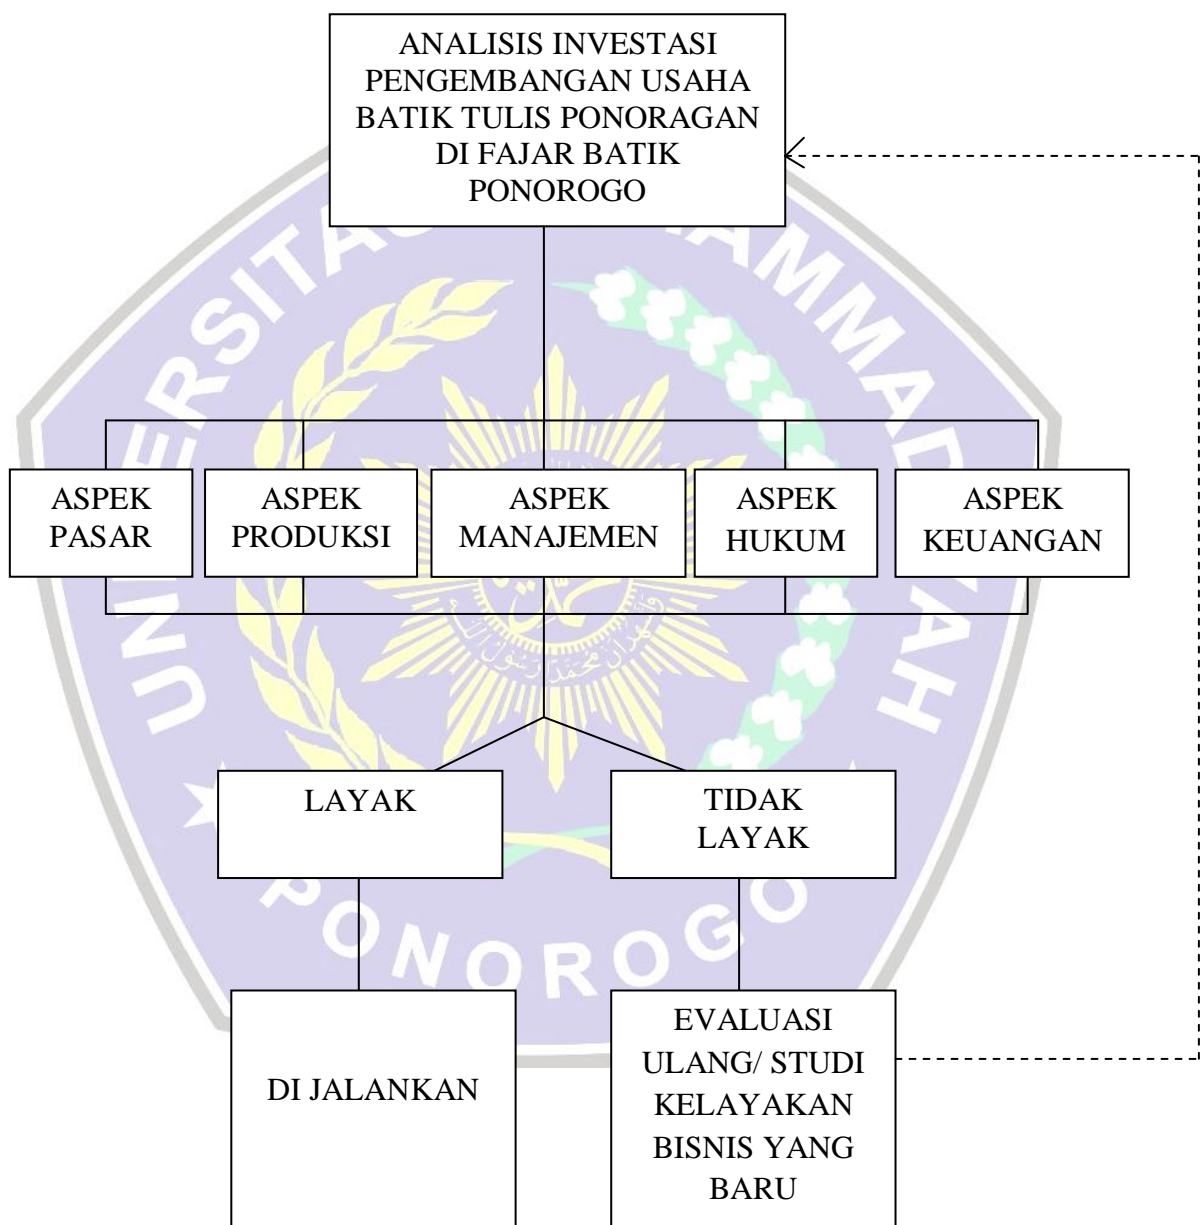 ANALISIS INVESTASI
PENGEMBANGAN USAHA
BATIK TULIS PONORAGAN
DI FAJAR BATIK
PONOROGO
ASPEK
PASAR
ASPEK
PRODUKSI
ASPEK
MANAJEMEN
ASPEK
HUKUM
ASPEK
KEUANGAN
LAYAK
TIDAK
LAYAK
DI JALANKAN
EVALUASI
ULANG/ STUDI
KELAYAKAN
BISNIS YANG
BARU
PONOROGO